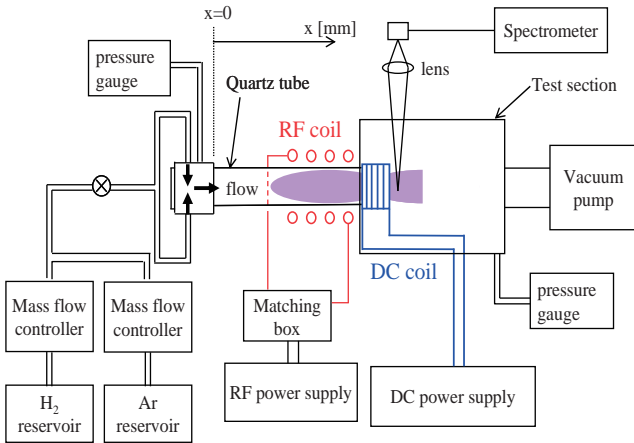 x=0
x [mm]
Spectrometer
pressure
gauge
lens
Quartz tube
Test section
RF coil
flow
Vacuum
pump
DC coil
Mass flow
controller
Mass flow
controller
Matching
box
pressure
gauge
H₂
reservoir
Ar
reservoir
RF power supply
DC power supply